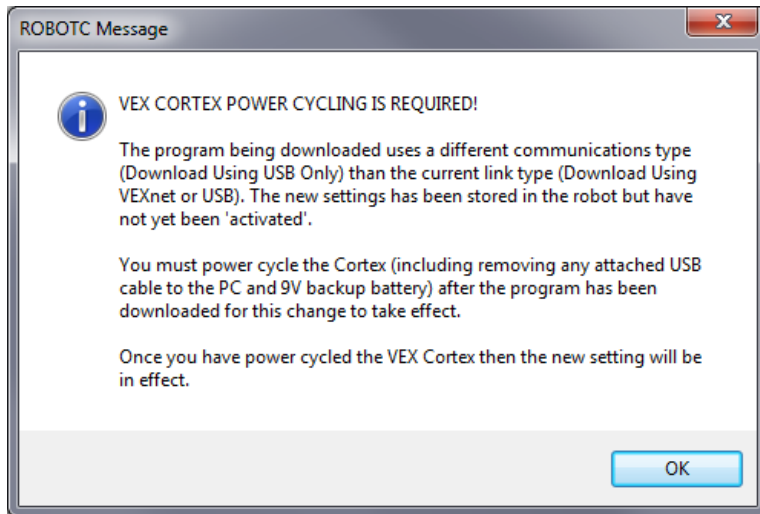 ROBOTC Message
VEX CORTEX POWER CYCLING IS REQUIRED!
The program being downloaded uses a different communications type
(Download Using USB Only) than the current link type (Download Using
VEXnet or USB). The new settings has been stored in the robot but have
not yet been 'activated'.
You must power cycle the Cortex (including removing any attached USB
cable to the PC and 9V backup battery) after the program has been
downloaded for this change to take effect.
Once you have power cycled the VEX Cortex then the new setting will be
in effect.
OK